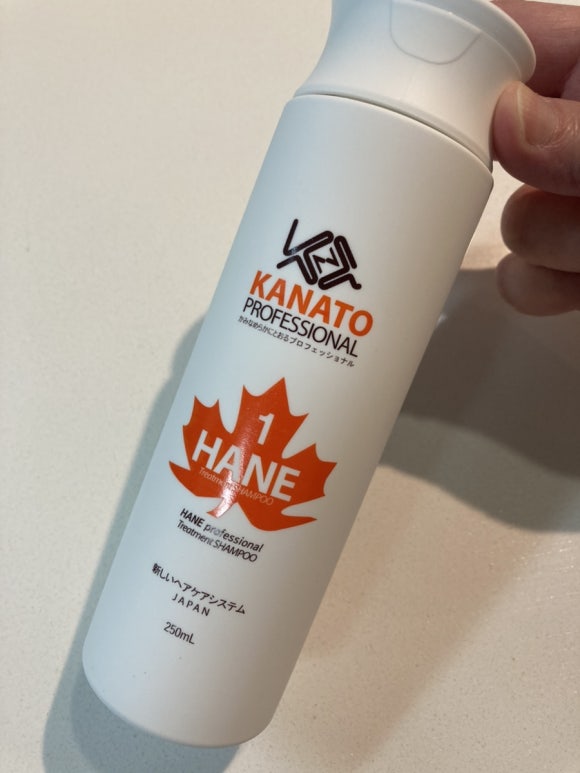 KNT
KANATO
PROFESSIONAL
かみなめらかにとおるプロフェッショナル
1
HANE
Treatment SHAMPOO
HANE professional
Treatment SHAMPOO
新しいヘアケアシステム
JAPAN
250mL